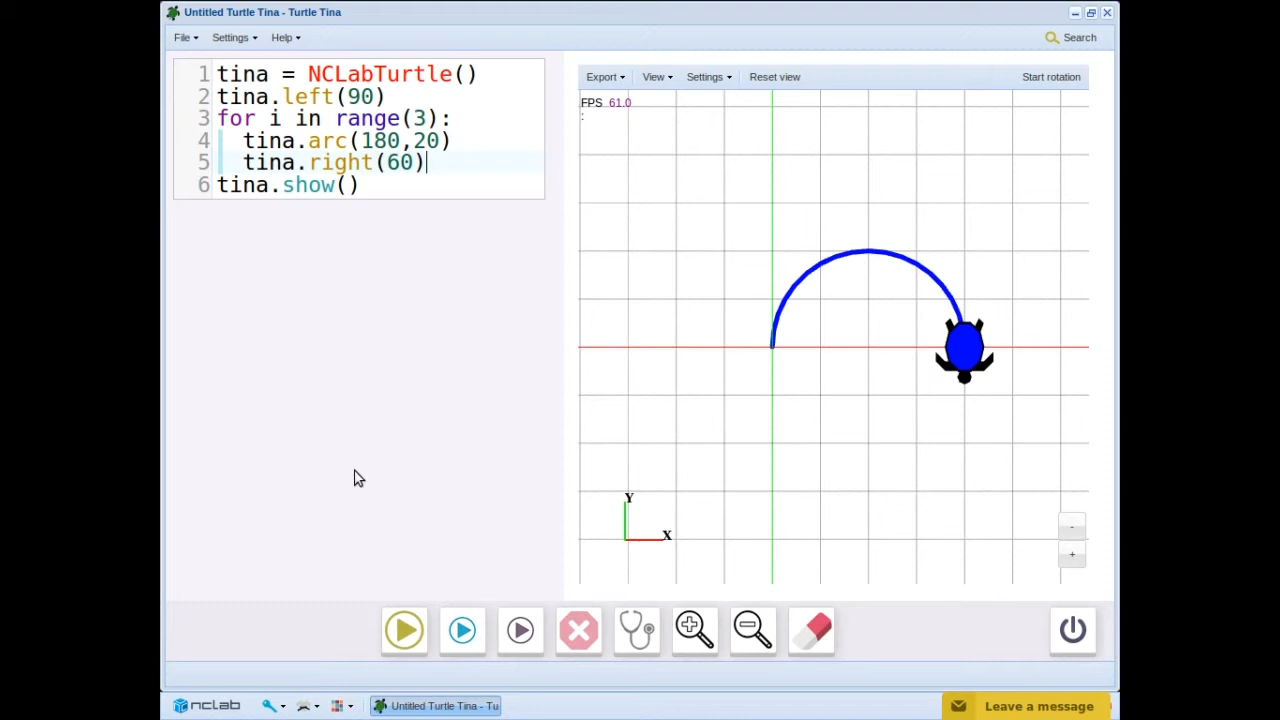 Untitled Turtle Tina - Turtle Tina
File Settings Help Search
1 tina = NCLabTurtle()
2 tina.left(90)
3 for i in range(3):
4 tina.arc(180,20)
5 tina.right(60)
6 tina.show()
Export View Settings Reset view Start rotation
FPS 61.0
:
Y
X
-
+
nclab Untitled Turtle Tina - Tu Leave a message